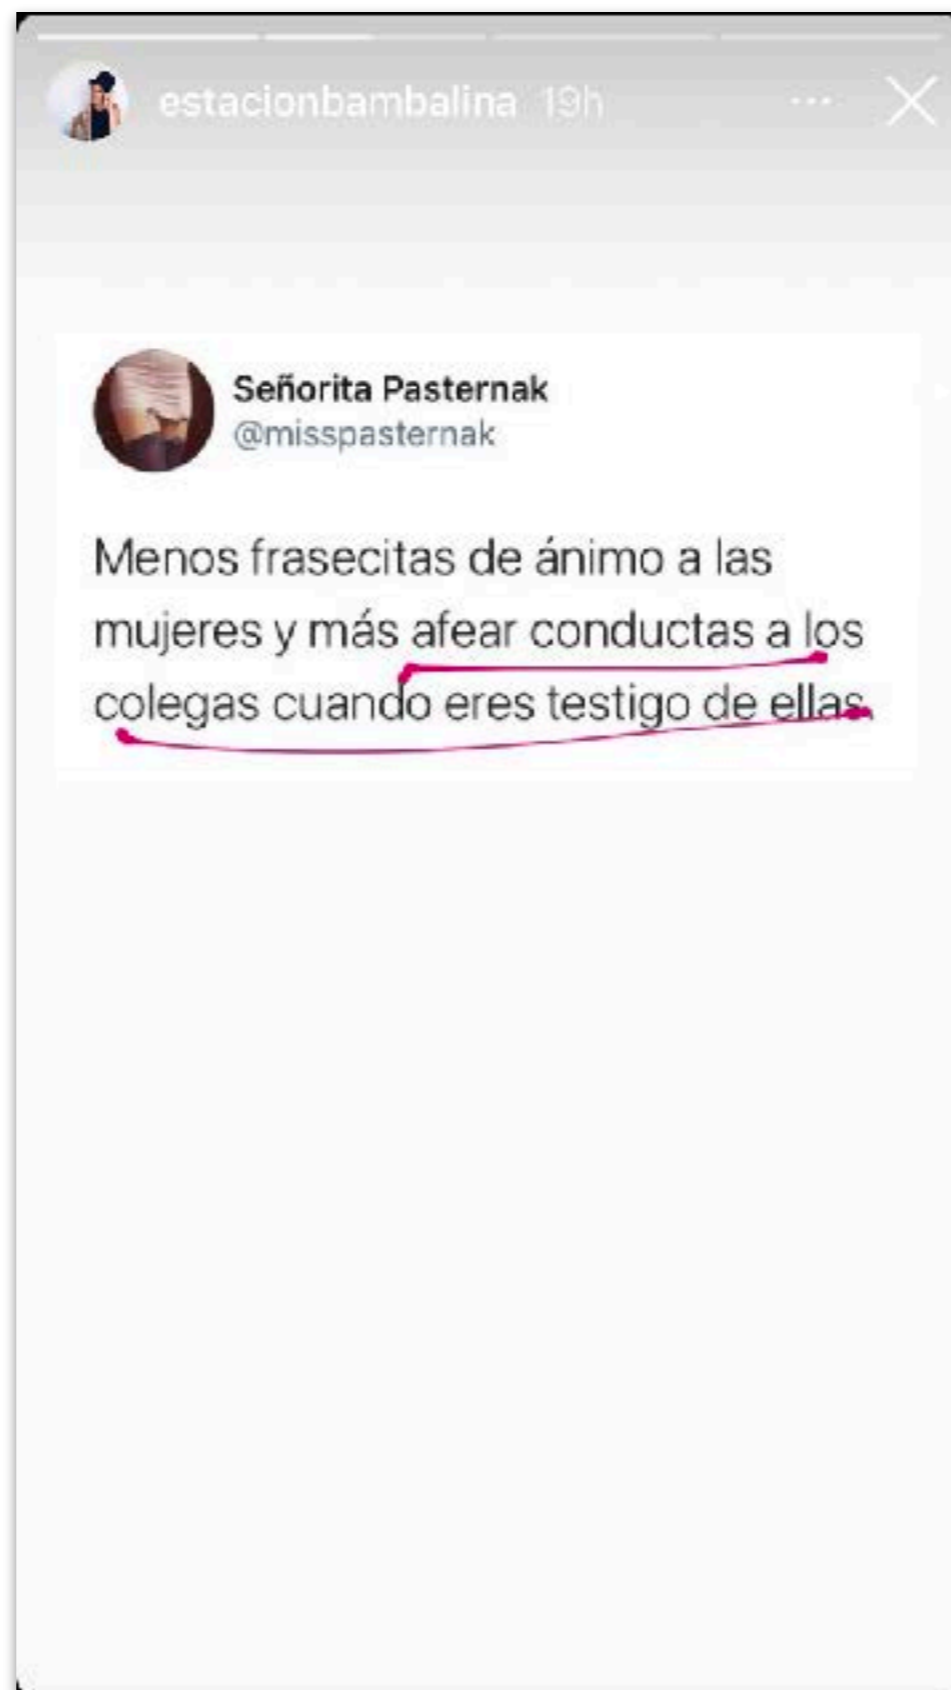 estacionbambalina 19h
Señorita Pasternak
@misspasternak
Menos frasecitas de ánimo a las
mujeres y más afear conductas a los
colegas cuando eres testigo de ellas.